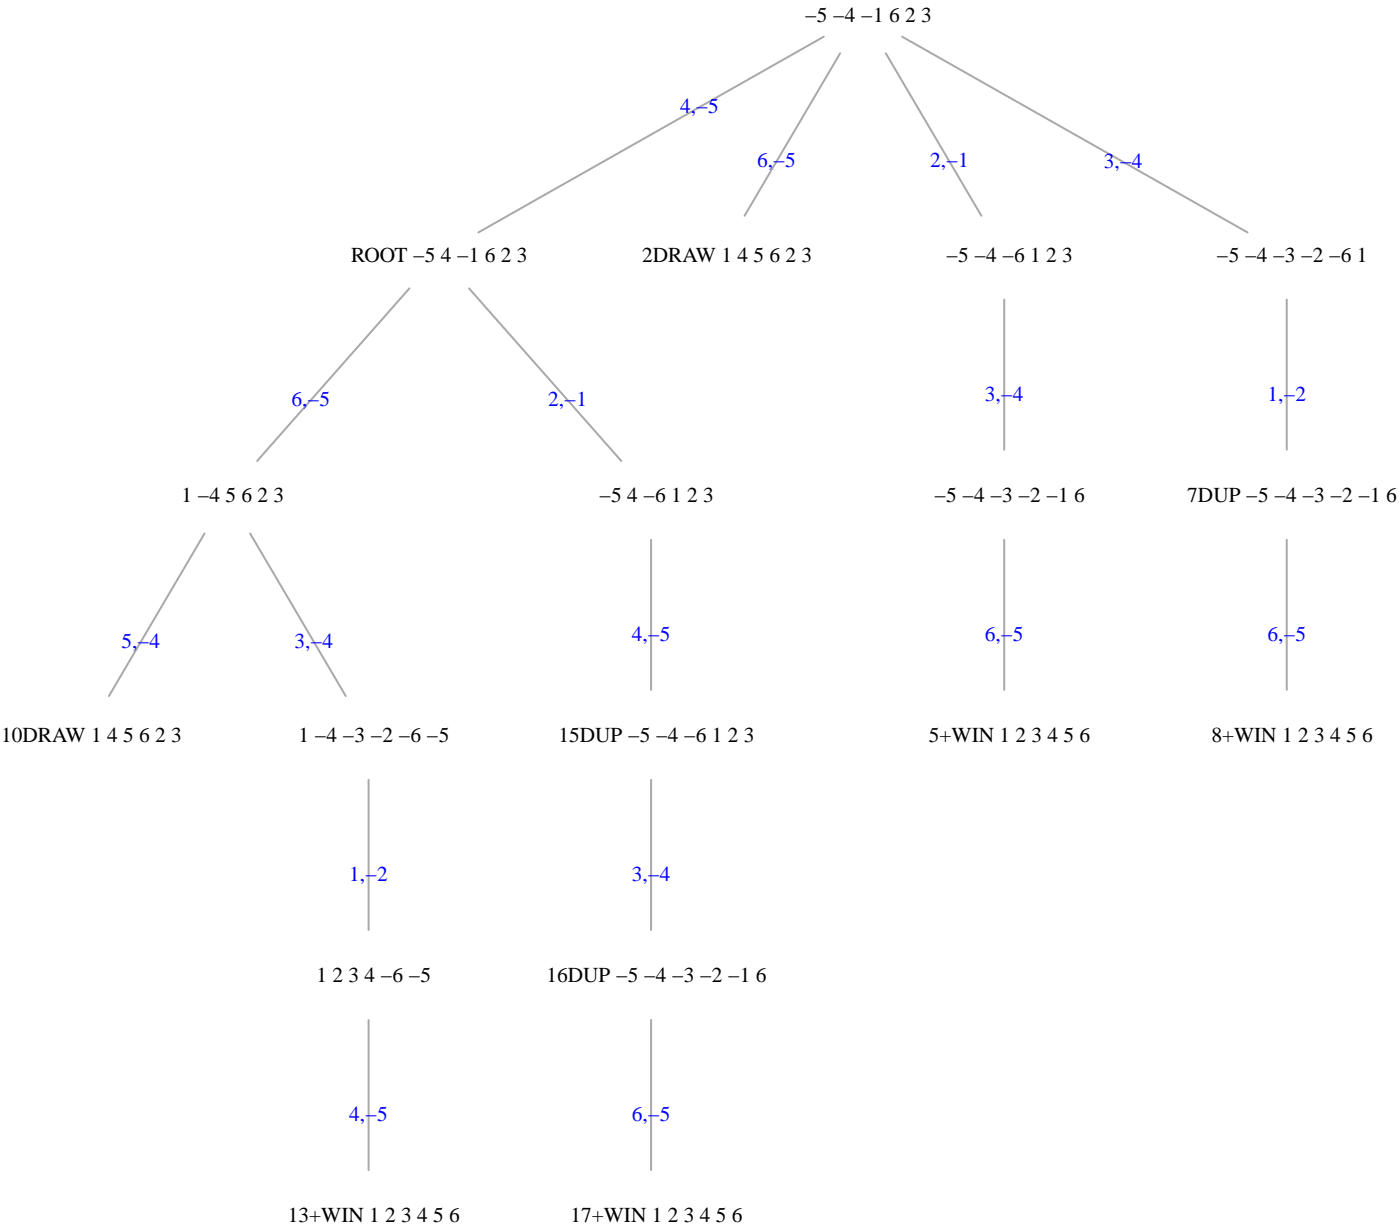 −5 −4 −1 6 2 3
4,−5
6,−5
2,−1
3,−4
ROOT −5 4 −1 6 2 3
2DRAW 1 4 5 6 2 3
−5 −4 −6 1 2 3
−5 −4 −3 −2 −6 1
6,−5
2,−1
3,−4
1,−2
1 −4 5 6 2 3
−5 4 −6 1 2 3
−5 −4 −3 −2 −1 6
7DUP −5 −4 −3 −2 −1 6
5,−4
3,−4
4,−5
6,−5
6,−5
10DRAW 1 4 5 6 2 3
1 −4 −3 −2 −6 −5
15DUP −5 −4 −6 1 2 3
5+WIN 1 2 3 4 5 6
8+WIN 1 2 3 4 5 6
1,−2
3,−4
1 2 3 4 −6 −5
16DUP −5 −4 −3 −2 −1 6
4,−5
6,−5
13+WIN 1 2 3 4 5 6
17+WIN 1 2 3 4 5 6